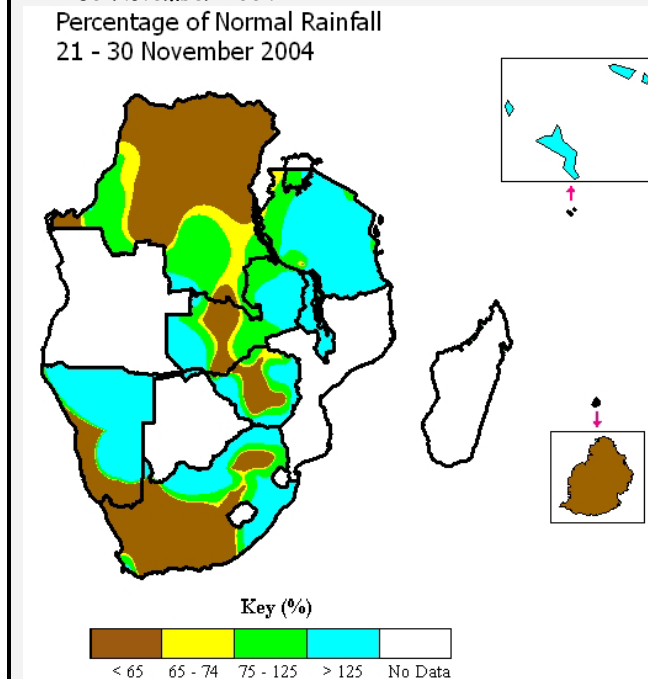 Percentage of Normal Rainfall
21 - 30 November 2004
Key (%)
< 65 65 - 74 75 - 125 > 125 No Data